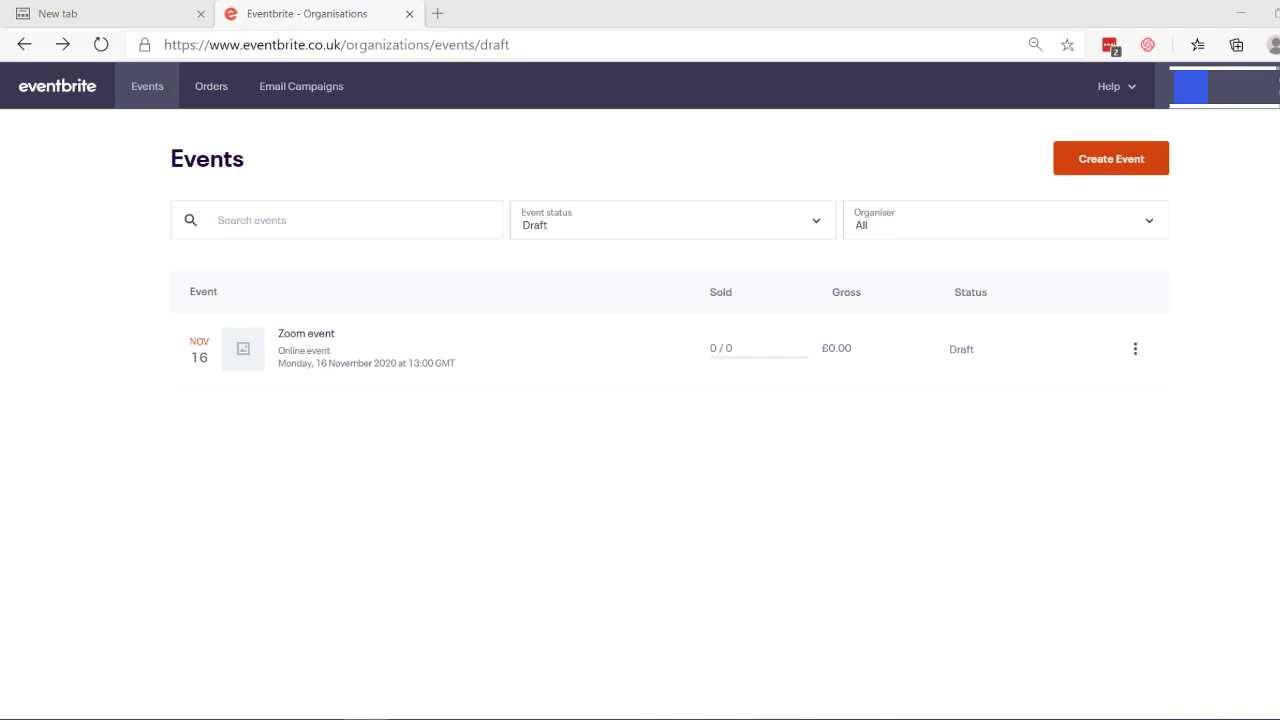 New tab
Eventbrite - Organisations
https://www.eventbrite.co.uk/organizations/events/draft
2
eventbrite
Events
Orders
Email Campaigns
Help
Events
Create Event
Search events
Event status
Draft
Organiser
All
Event
Sold
Gross
Status
NOV
16
Zoom event
Online event
Monday, 16 November 2020 at 13:00 GMT
0 / 0
£0.00
Draft